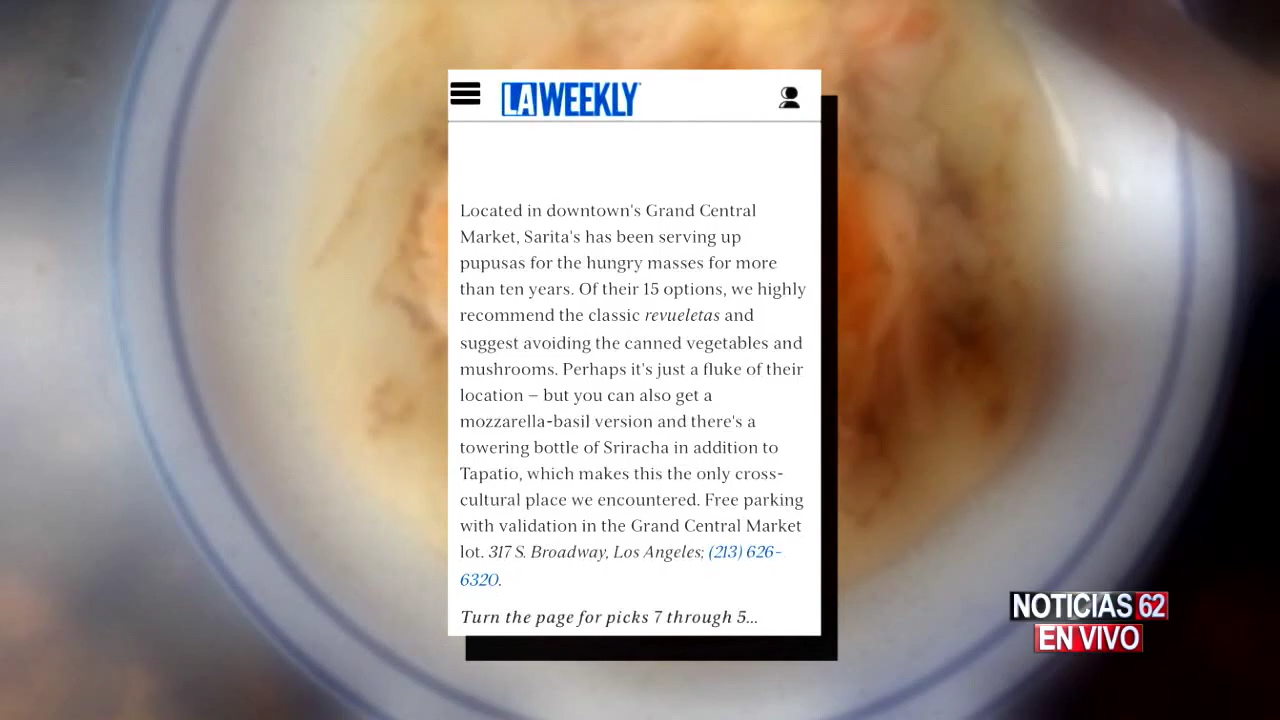 LAWEEKLY
Located in downtown's Grand Central
Market, Sarita's has been serving up
pupusas for the hungry masses for more
than ten years. Of their 15 options, we highly
recommend the classic revueletas and
suggest avoiding the canned vegetables and
mushrooms. Perhaps it's just a fluke of their
location – but you can also get a
mozzarella-basil version and there's a
towering bottle of Sriracha in addition to
Tapatio, which makes this the only cross-
cultural place we encountered. Free parking
with validation in the Grand Central Market
lot. 317 S. Broadway, Los Angeles; (213) 626-
6320.
Turn the page for picks 7 through 5...
NOTICIAS 62
EN VIVO